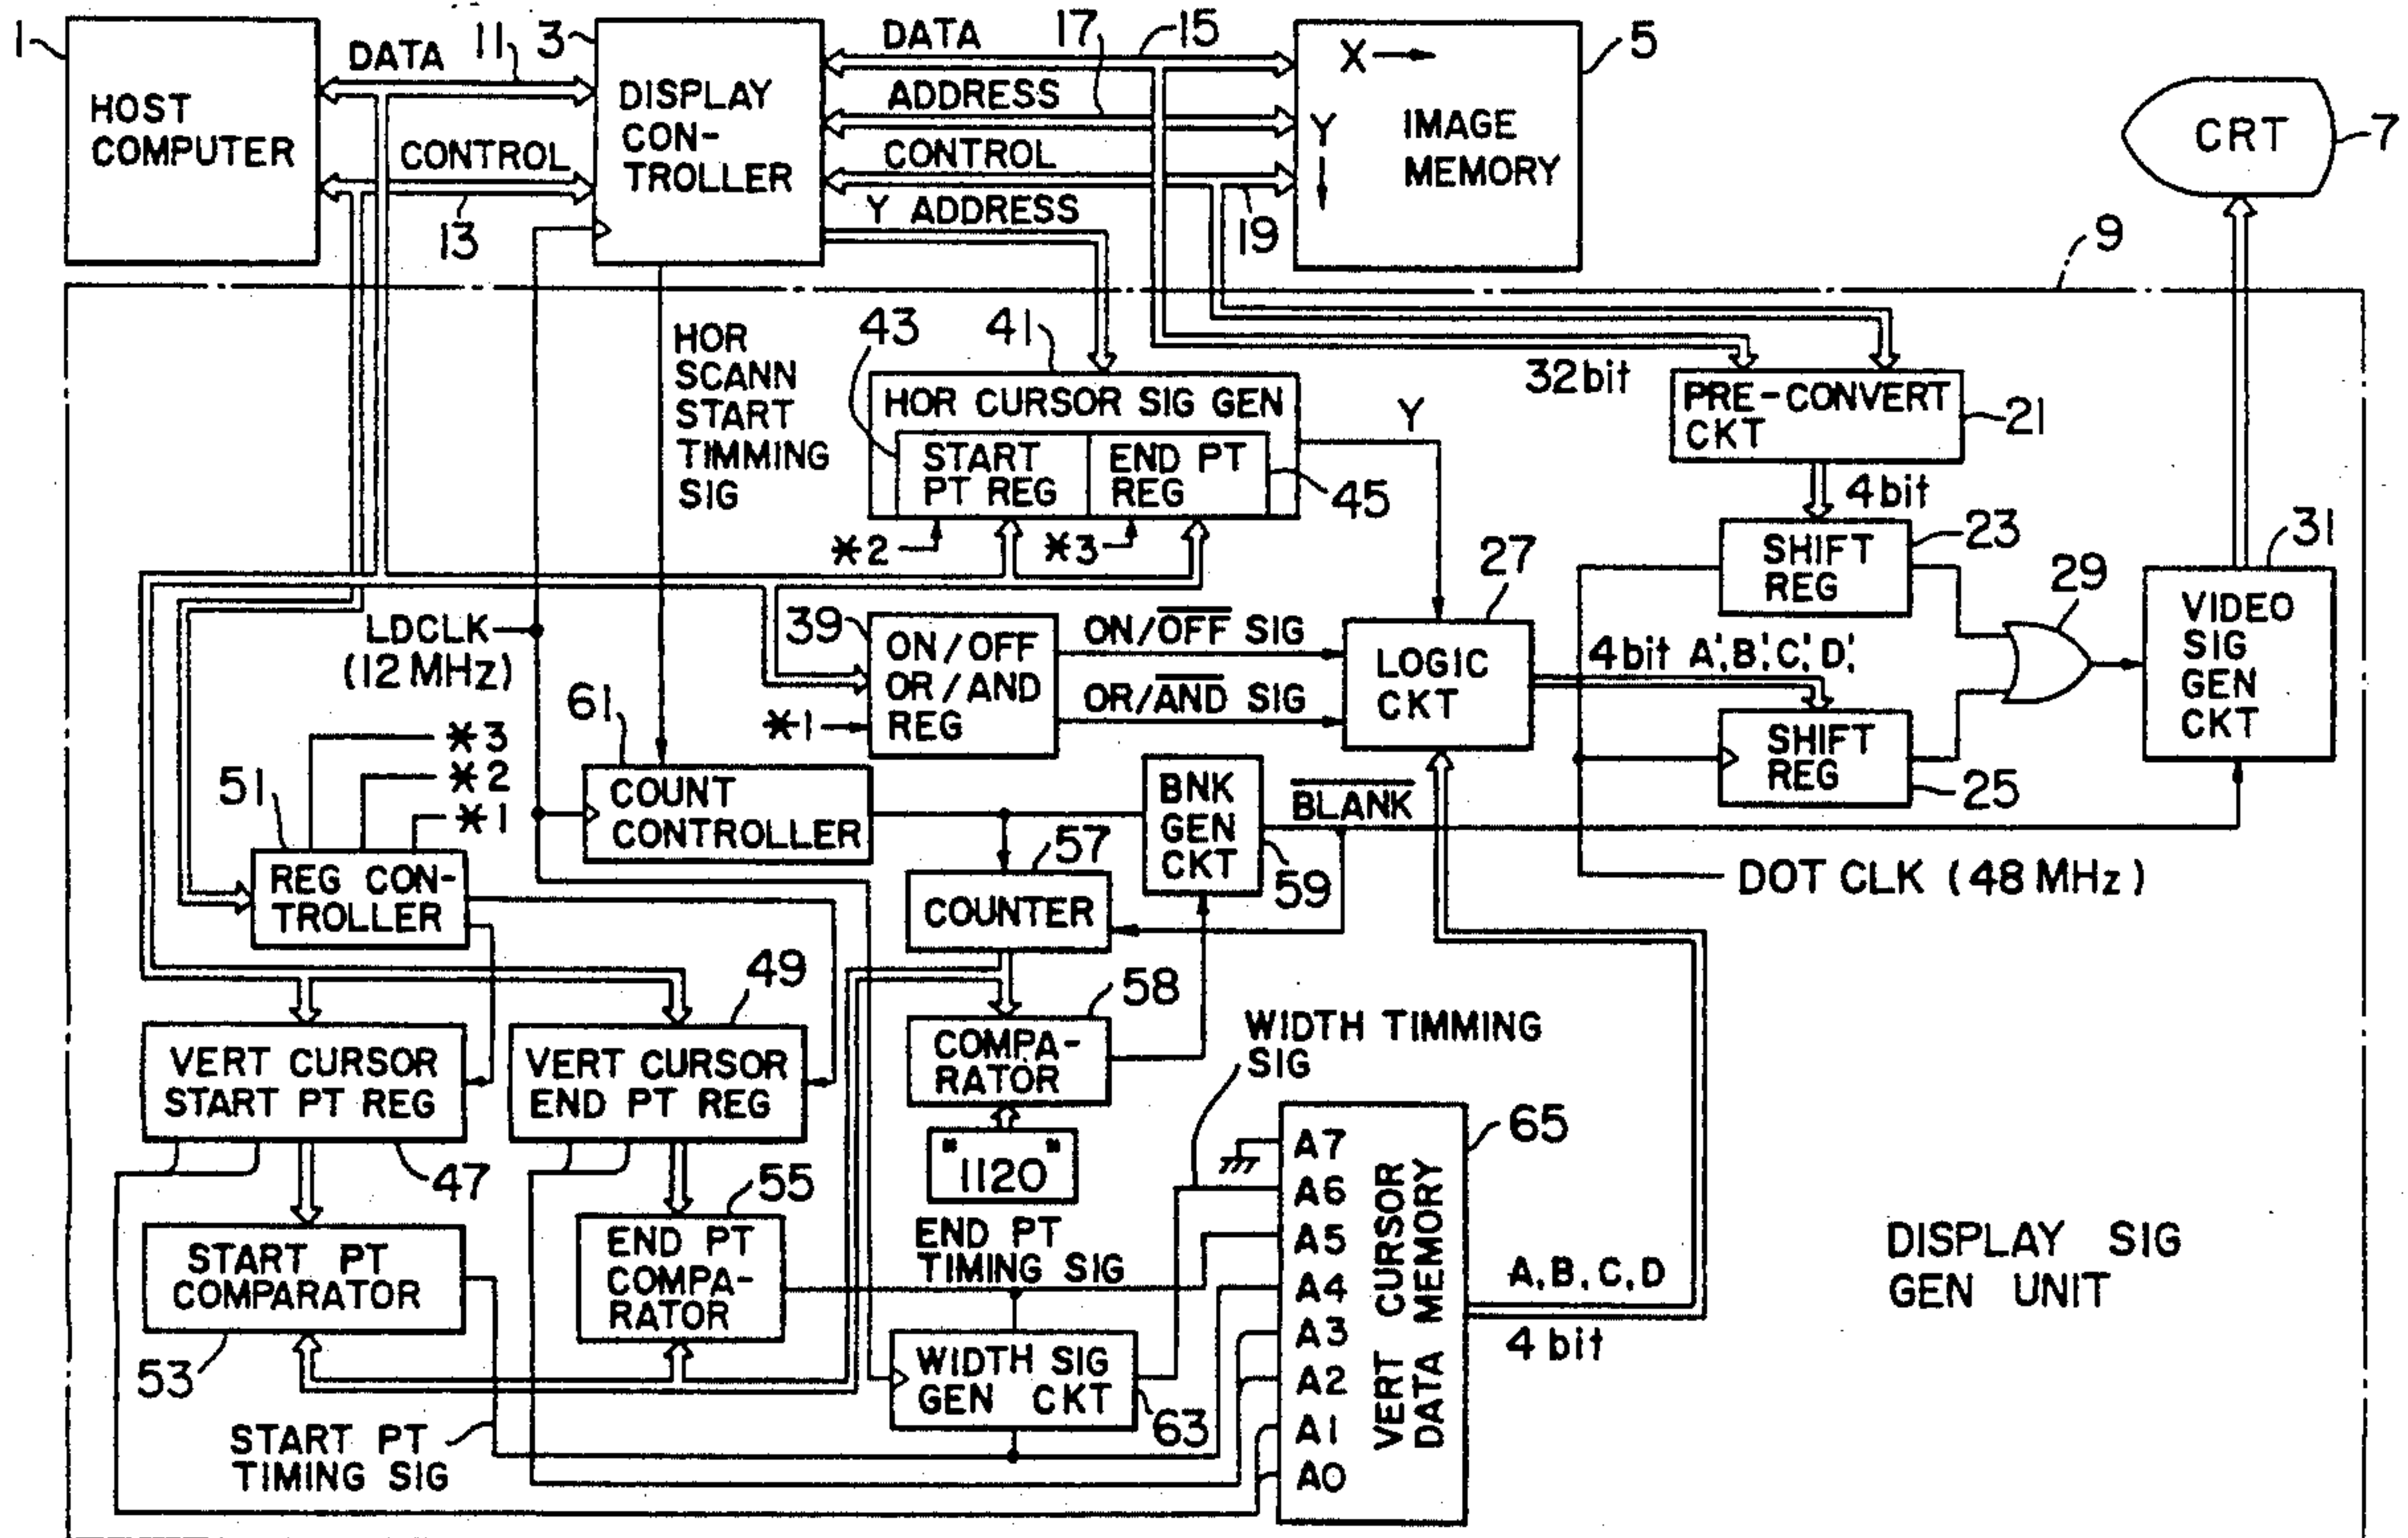 1
HOST
COMPUTER
DATA
11
CONTROL
13
3
DISPLAY
CON-
TROLLER
DATA
15
17
ADDRESS
CONTROL
19
Y ADDRESS
X
Y
IMAGE
MEMORY
5
CRT
7
9
HOR
SCANN
START
TIMMING
SIG
43
41
HOR CURSOR SIG GEN
START
PT REG
END PT
REG
45
*2
*3
Y
32bit
PRE-CONVERT
CKT
21
4bit
SHIFT
REG
23
29
31
VIDEO
SIG
GEN
CKT
LDCLK
(12 MHz)
39
ON/OFF
OR/AND
REG
*1
ON/O̅F̅F̅ SIG
OR/A̅N̅D̅ SIG
27
LOGIC
CKT
4bit A',B',C',D',
SHIFT
REG
25
61
COUNT
CONTROLLER
BNK
GEN
CKT
59
B̅L̅A̅N̅K̅
DOT CLK (48 MHz)
*3
*2
*1
51
REG CON-
TROLLER
57
COUNTER
58
COMPA-
RATOR
"1120"
49
VERT CURSOR
START PT REG
47
VERT CURSOR
END PT REG
WIDTH TIMMING
SIG
START PT
COMPARATOR
53
55
END PT
COMPA-
RATOR
END PT
TIMING SIG
WIDTH SIG
GEN CKT
63
START PT
TIMING SIG
A7
A6
A5
A4
A3
A2
A1
A0
VERT CURSOR
DATA MEMORY
65
A, B, C, D
4 bit
DISPLAY SIG
GEN UNIT